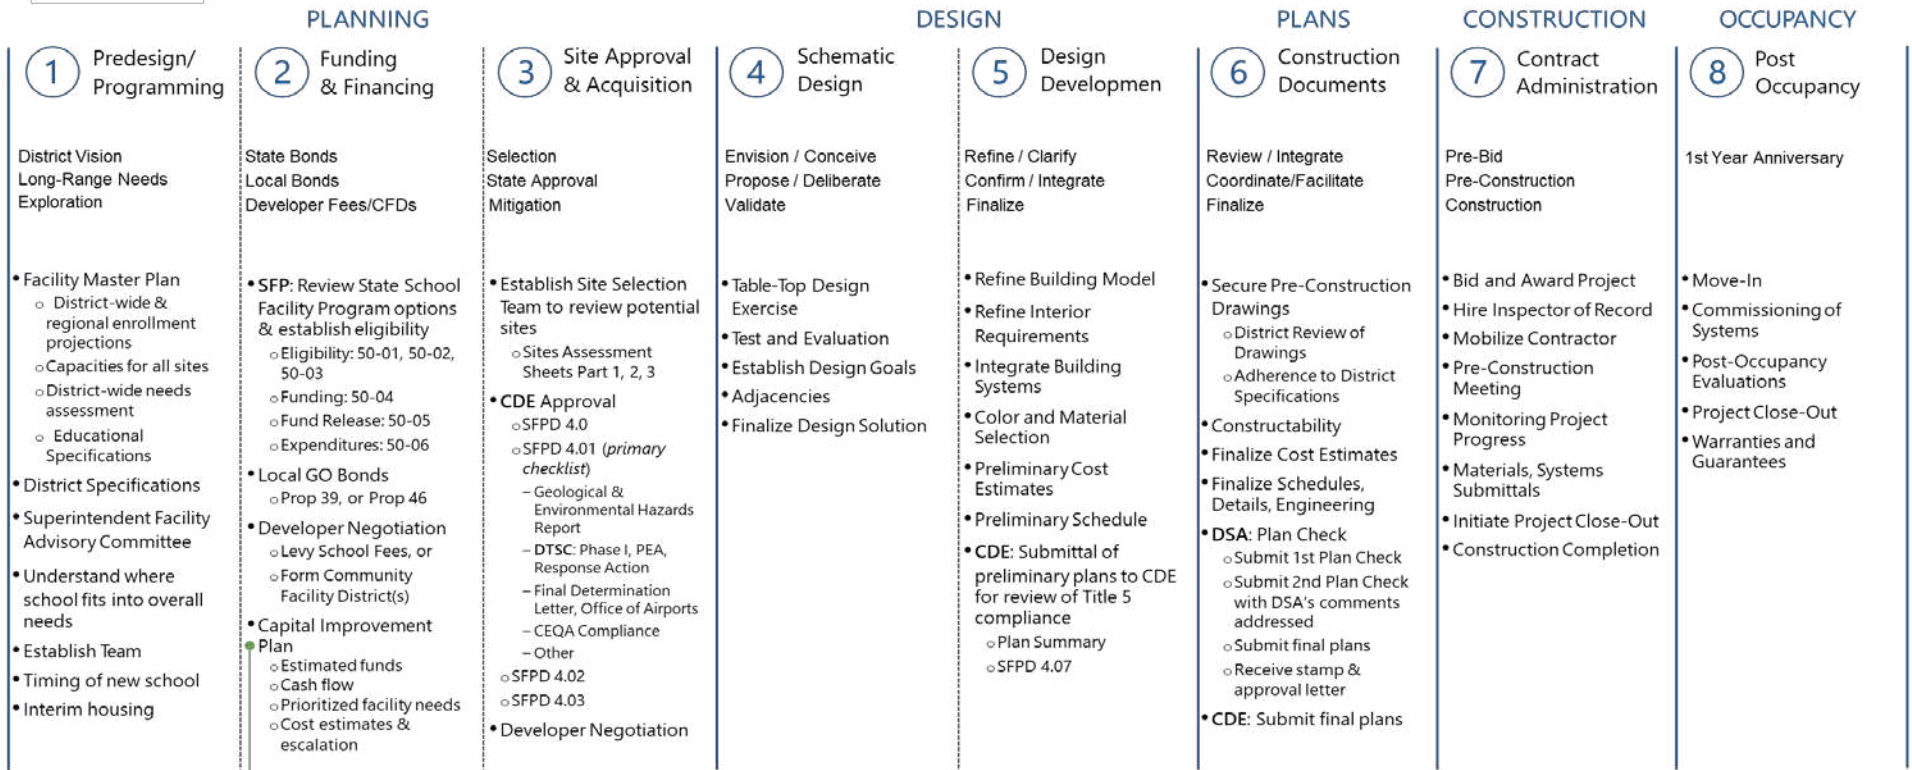 PLANNING
DESIGN
PLANS
CONSTRUCTION
OCCUPANCY
1
Predesign/
Programming
District Vision
Long-Range Needs
Exploration
• Facility Master Plan
o District-wide &
regional enrollment
projections
o Capacities for all sites
o District-wide needs
assessment
o Educational
Specifications
• District Specifications
• Superintendent Facility
Advisory Committee
• Understand where
school fits into overall
needs
• Establish Team
• Timing of new school
• Interim housing
2
Funding
& Financing
State Bonds
Local Bonds
Developer Fees/CFDs
• SFP: Review State School
Facility Program options
& establish eligibility
o Eligibility: 50-01, 50-02,
50-03
o Funding: 50-04
o Fund Release: 50-05
o Expenditures: 50-06
• Local GO Bonds
o Prop 39, or Prop 46
• Developer Negotiation
o Levy School Fees, or
o Form Community
Facility District(s)
• Capital Improvement
Plan
o Estimated funds
o Cash flow
o Prioritized facility needs
o Cost estimates &
escalation
3
Site Approval
& Acquisition
Selection
State Approval
Mitigation
• Establish Site Selection
Team to review potential
sites
o Sites Assessment
Sheets Part 1, 2, 3
• CDE Approval
o SFPD 4.0
o SFPD 4.01 (primary
checklist)
– Geological &
Environmental Hazards
Report
– DTSC: Phase I, PEA,
Response Action
– Final Determination
Letter, Office of Airports
– CEQA Compliance
– Other
o SFPD 4.02
o SFPD 4.03
• Developer Negotiation
4
Schematic
Design
Envision / Conceive
Propose / Deliberate
Validate
• Table-Top Design
Exercise
• Test and Evaluation
• Establish Design Goals
• Adjacencies
• Finalize Design Solution
5
Design
Developmen
Refine / Clarify
Confirm / Integrate
Finalize
• Refine Building Model
• Refine Interior
Requirements
• Integrate Building
Systems
• Color and Material
Selection
• Preliminary Cost
Estimates
• Preliminary Schedule
• CDE: Submittal of
preliminary plans to CDE
for review of Title 5
compliance
o Plan Summary
o SFPD 4.07
6
Construction
Documents
Review / Integrate
Coordinate/Facilitate
Finalize
• Secure Pre-Construction
Drawings
o District Review of
Drawings
o Adherence to District
Specifications
• Constructability
• Finalize Cost Estimates
• Finalize Schedules,
Details, Engineering
• DSA: Plan Check
o Submit 1st Plan Check
o Submit 2nd Plan Check
with DSA's comments
addressed
o Submit final plans
o Receive stamp &
approval letter
• CDE: Submit final plans
7
Contract
Administration
Pre-Bid
Pre-Construction
Construction
• Bid and Award Project
• Hire Inspector of Record
• Mobilize Contractor
• Pre-Construction
Meeting
• Monitoring Project
Progress
• Materials, Systems
Submittals
• Initiate Project Close-Out
• Construction Completion
8
Post
Occupancy
1st Year Anniversary
• Move-In
• Commissioning of
Systems
• Post-Occupancy
Evaluations
• Project Close-Out
• Warranties and
Guarantees